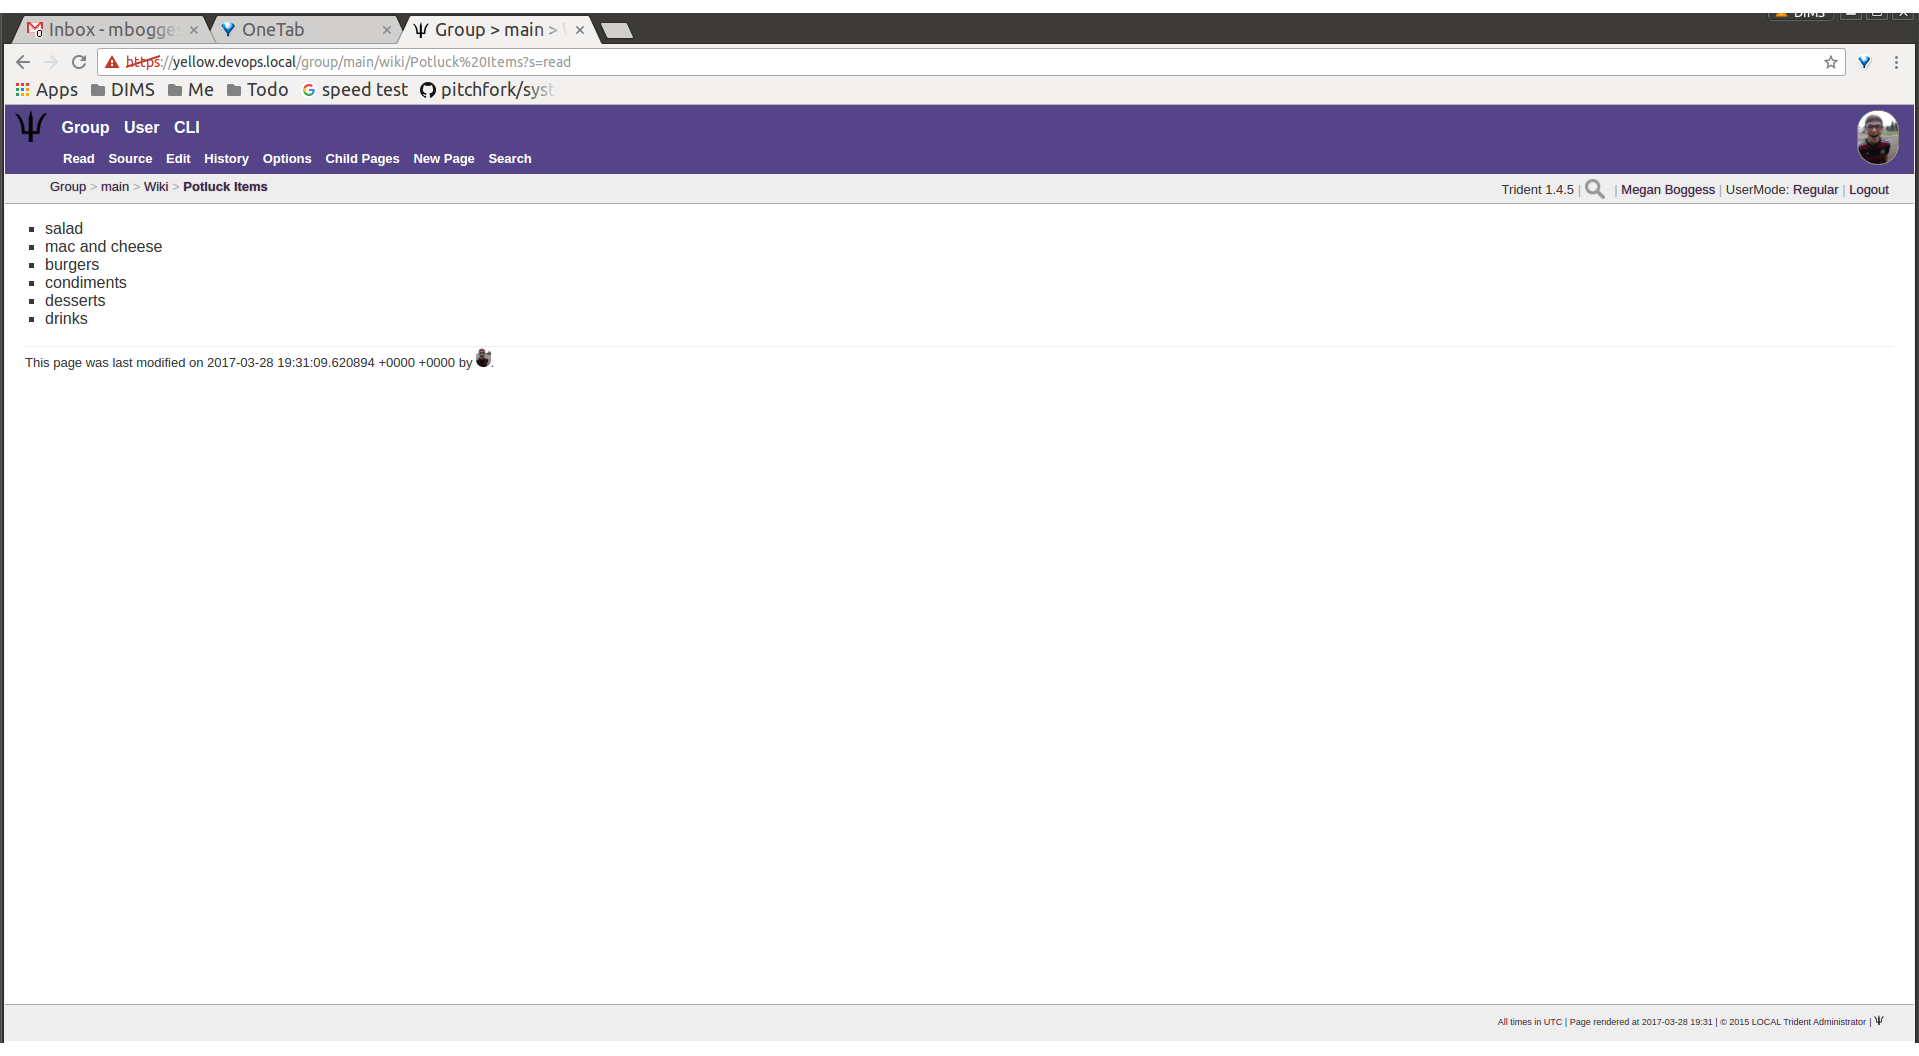 DIMS
Inbox - mbogge
OneTab
Group > main >
https://yellow.devops.local/group/main/wiki/Potluck%20Items?s=read
Apps DIMS Me Todo speed test pitchfork/syst
Group User CLI
Read Source Edit History Options Child Pages New Page Search
Group > main > Wiki > Potluck Items
Trident 1.4.5 | | Megan Boggess | UserMode: Regular | Logout
salad
mac and cheese
burgers
condiments
desserts
drinks
This page was last modified on 2017-03-28 19:31:09.620894 +0000 +0000 by .
All times in UTC | Page rendered at 2017-03-28 19:31 | © 2015 LOCAL Trident Administrator |